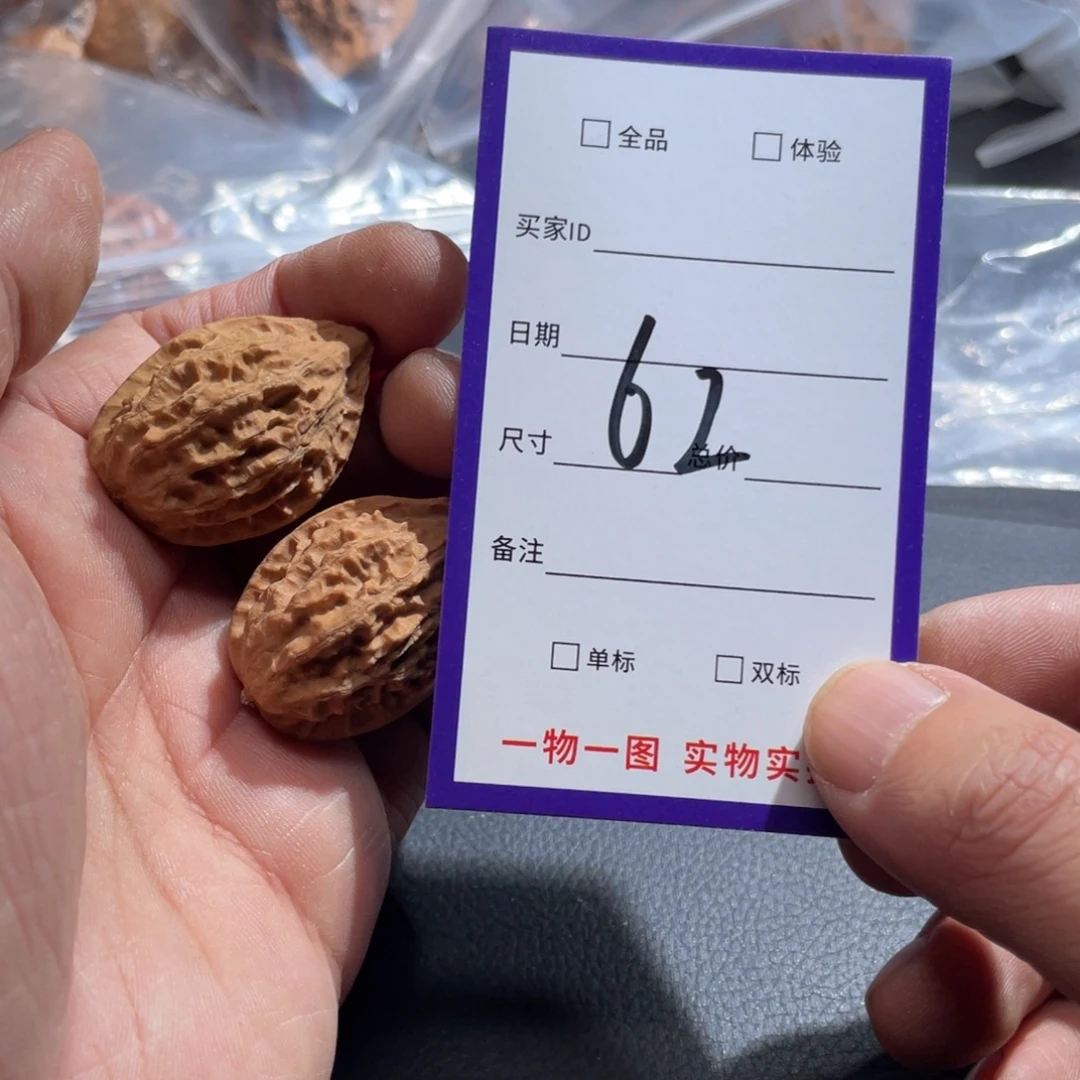 □全品 □体验
买家ID
日期
62
尺寸 总价
备注
□单标 □双标
一物一图 实物实